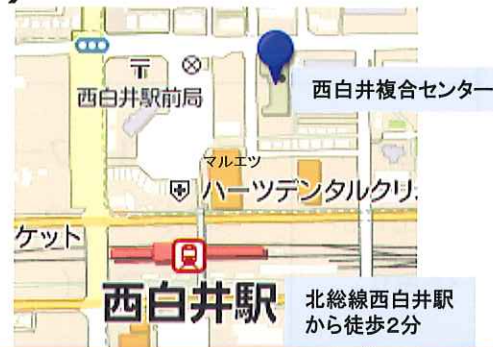 西白井駅前局
西白井複合センター
マルエツ
ハーツデンタルクリ
ケット
西白井駅
北総線西白井駅
から徒歩2分